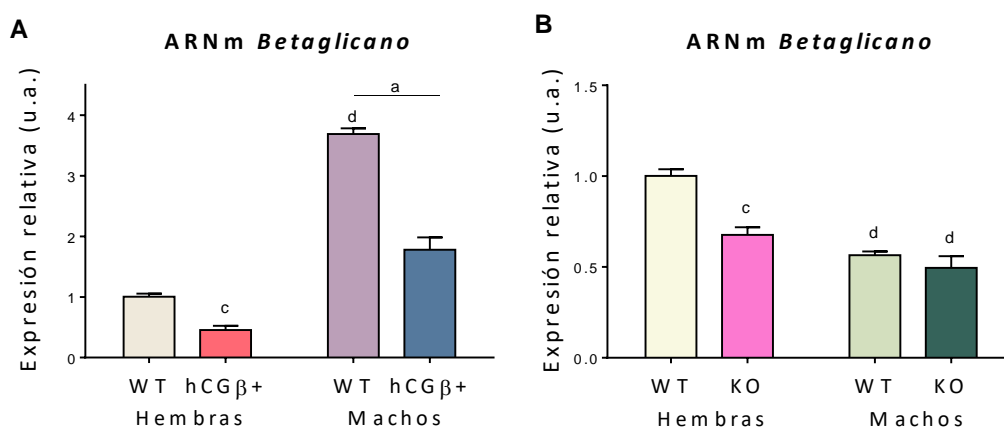 A
ARNm Betaglicano
Expresión relativa (u.a.)
4
3
2
1
0
a
d
c
WT hCGβ+ WT hCGβ+
Hembras Machos
B
ARNm Betaglicano
Expresión relativa (u.a.)
1.5
1.0
0.5
0.0
c
d
d
WT KO WT KO
Hembras Machos